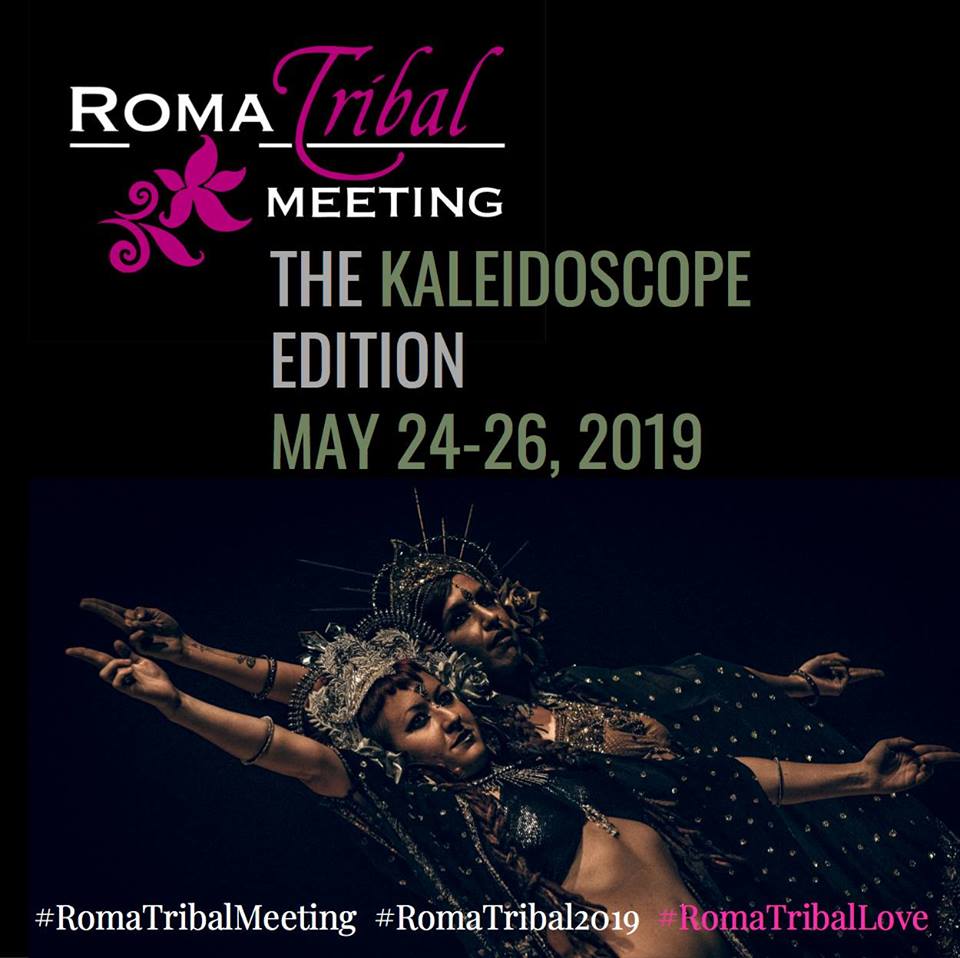 ROMA Tribal
MEETING
THE KALEIDOSCOPE
EDITION
MAY 24-26, 2019
#RomaTribalMeeting #RomaTribal2019 #RomaTribalLove